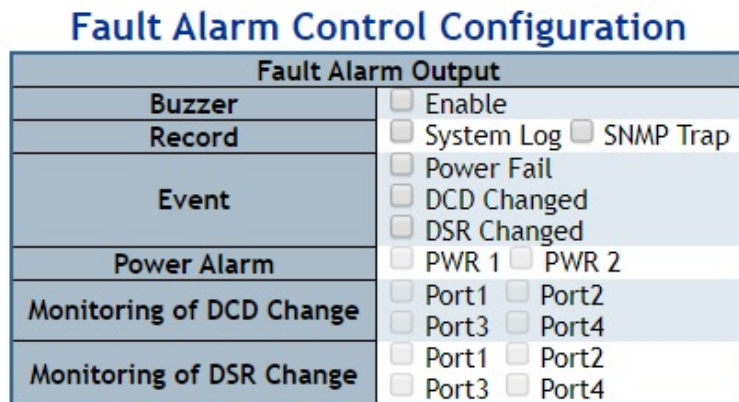 Fault Alarm Control Configuration
Fault Alarm Output
Buzzer Enable
Record System Log SNMP Trap
Event Power Fail
DCD Changed
DSR Changed
Power Alarm PWR 1 PWR 2
Monitoring of DCD Change Port1 Port2
Port3 Port4
Monitoring of DSR Change Port1 Port2
Port3 Port4